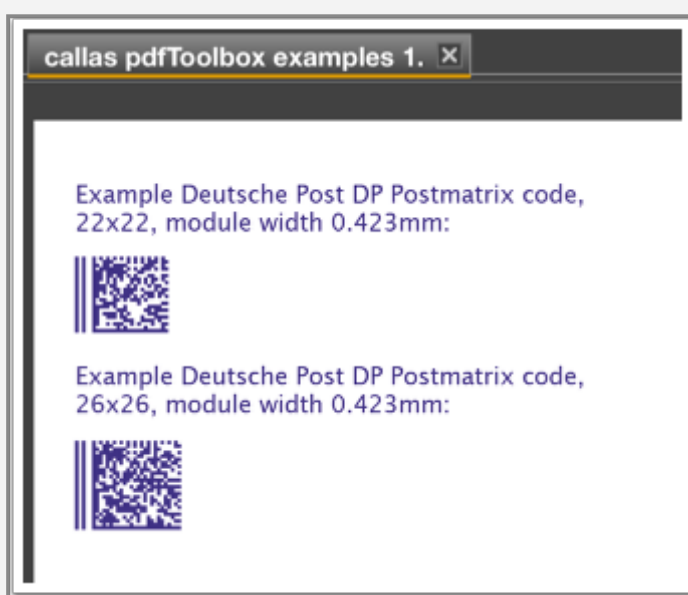 callas pdfToolbox examples 1.
Example Deutsche Post DP Postmatrix code,
22x22, module width 0.423mm:
Example Deutsche Post DP Postmatrix code,
26x26, module width 0.423mm: